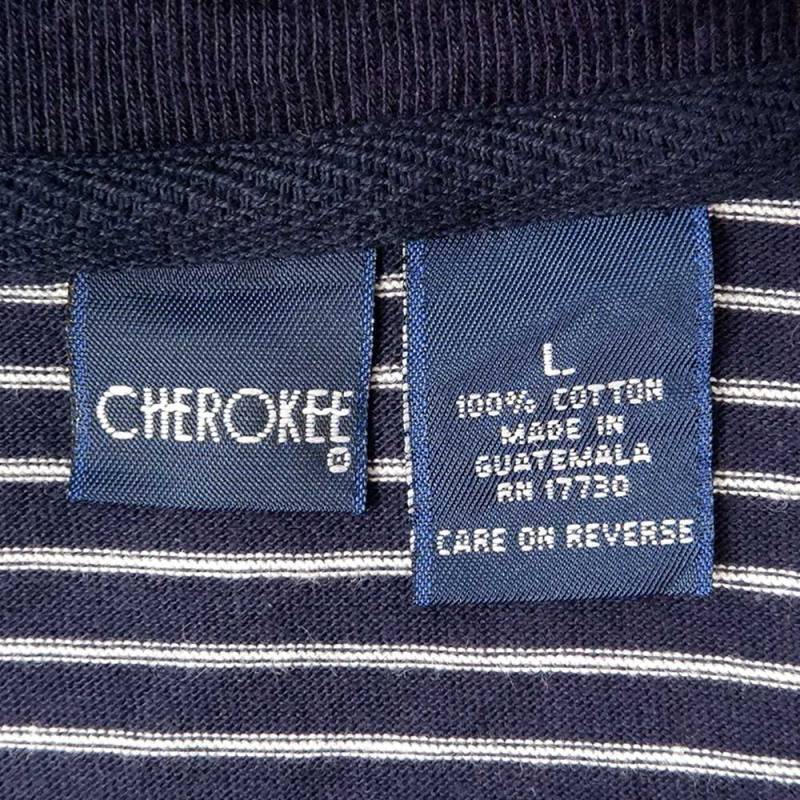 CHEROKEE
®
L
100% COTTON
MADE IN
GUATEMALA
RN 17730
CARE ON REVERSE